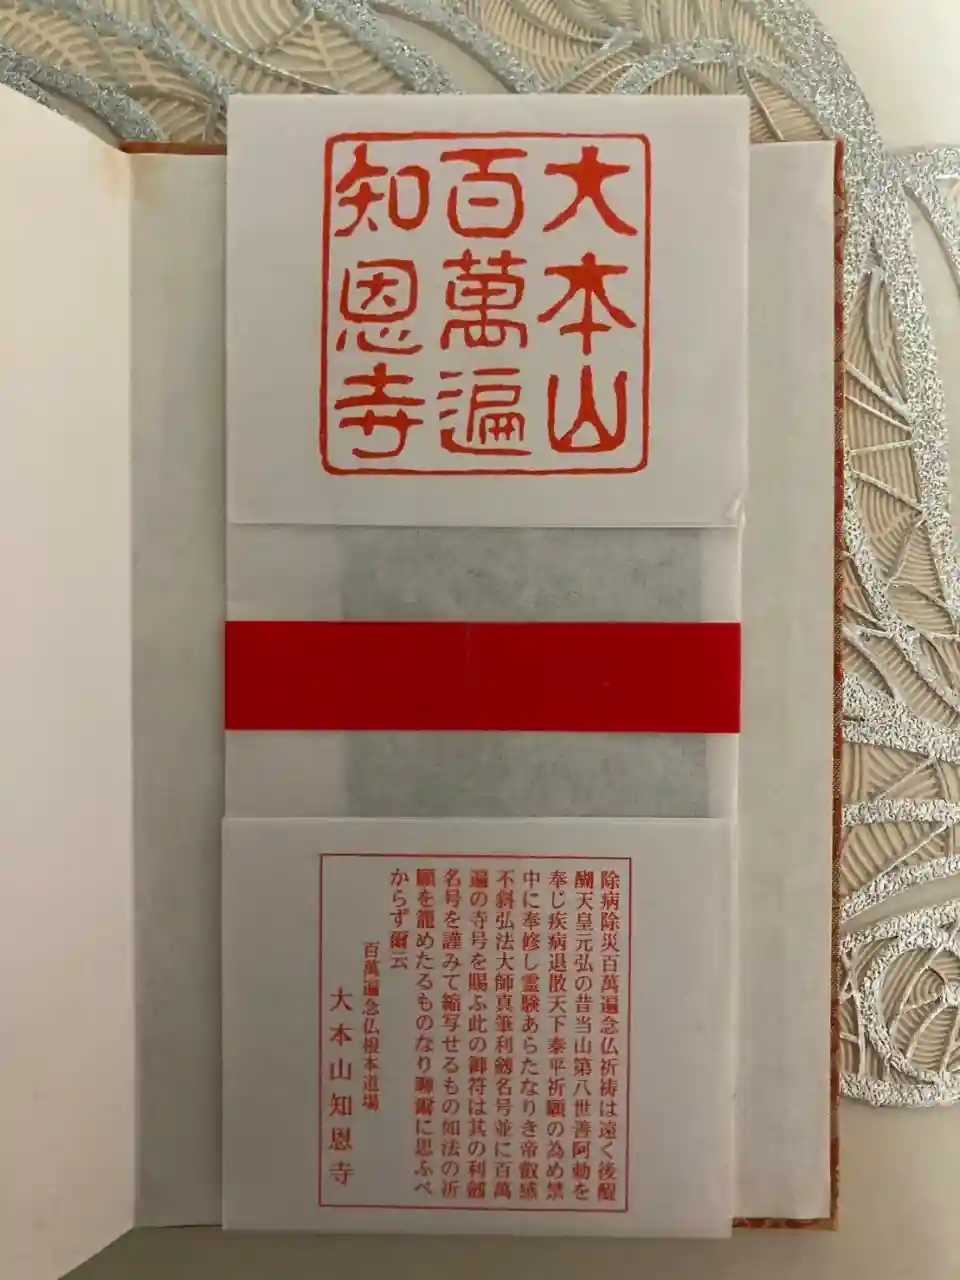 大本山
百萬遍
知恩寺
除病除災百萬遍念仏祈祷は遠く後醍
醐天皇元弘の昔当山第八世善阿勅を
奉じ疾病退散天下泰平祈願の為め禁
中に奉修し霊験あらたなりき帝叡感
不斜弘法大師真筆利劔名号並に百萬
遍の寺号を賜ふ此の御符は其の利劔
名号を謹みて縮写せるもの如法の祈
願を籠めたるものなり聊爾に思ふべ
からず爾云
百萬遍念仏根本道場
大本山知恩寺